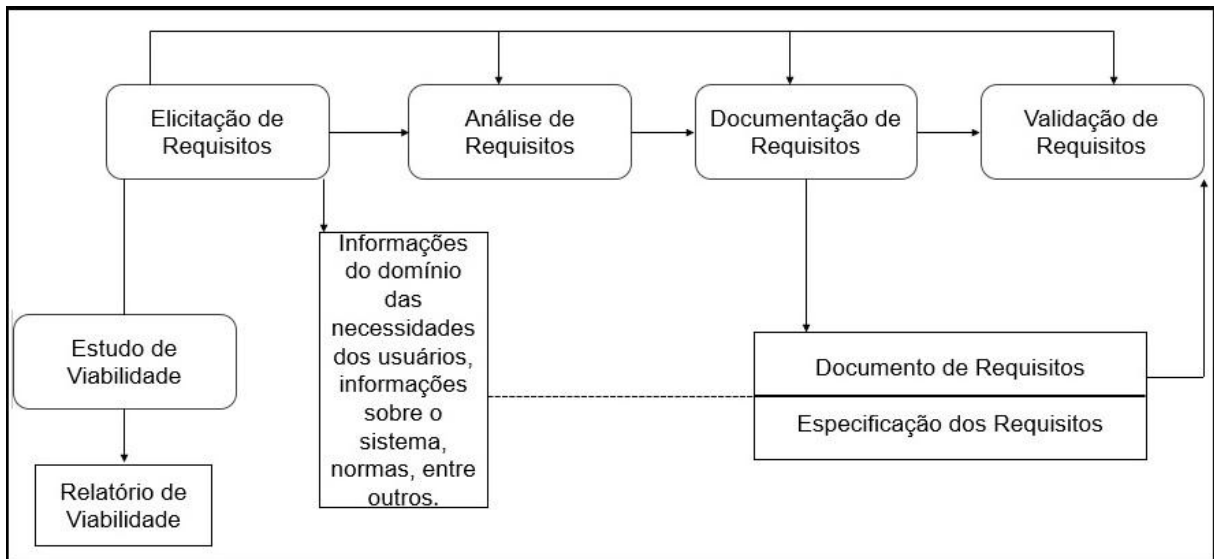 Elicitação de
Requisitos
Análise de
Requisitos
Documentação de
Requisitos
Validação de
Requisitos
Informações
do domínio
das
necessidades
dos usuários,
informações
sobre o
sistema,
normas, entre
outros.
Estudo de
Viabilidade
Documento de Requisitos
Especificação dos Requisitos
Relatório de
Viabilidade